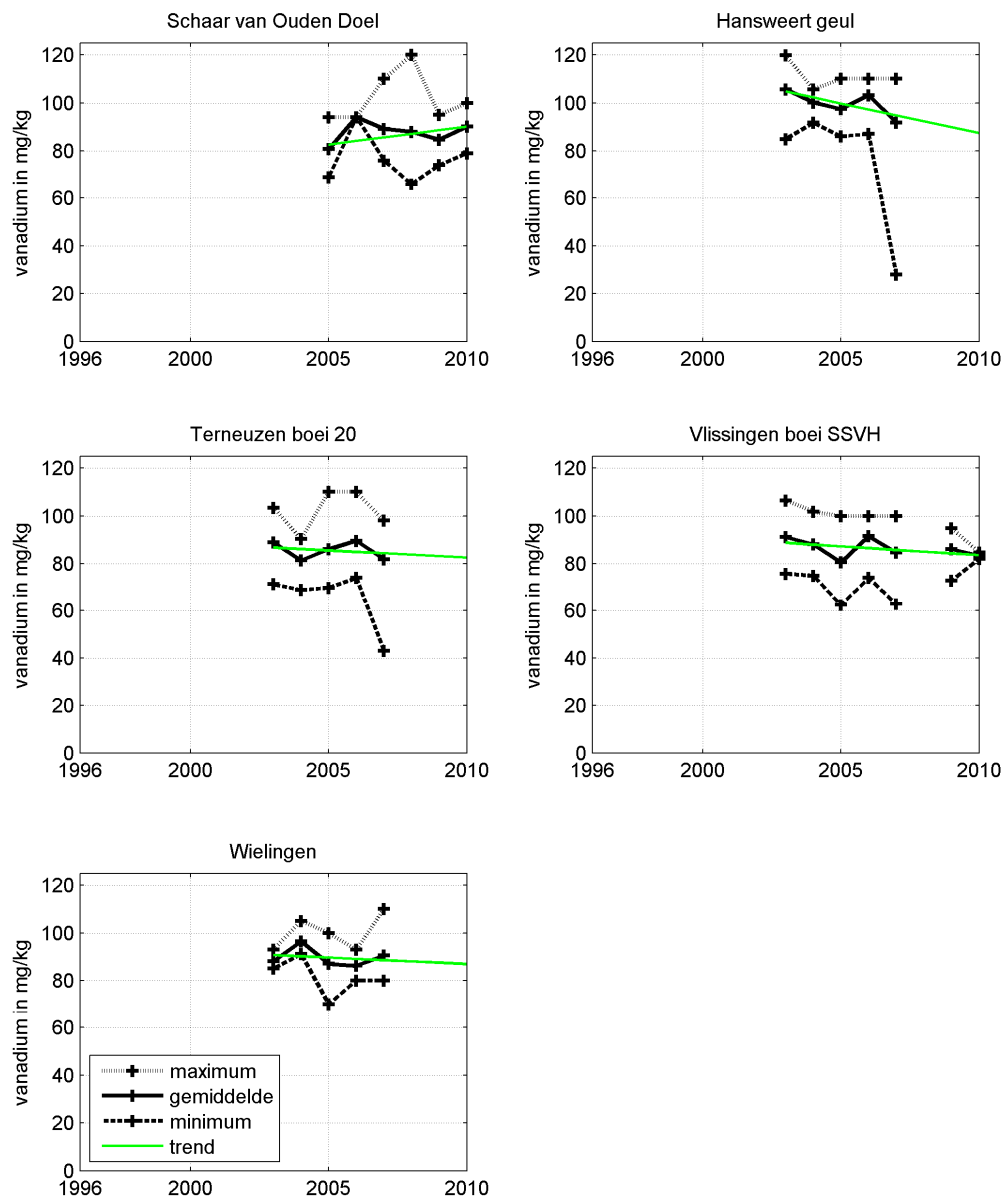 Schaar van Ouden Doel
vanadium in mg/kg
120
100
80
60
40
20
0
1996 2000 2005 2010
Hansweert geul
vanadium in mg/kg
120
100
80
60
40
20
0
1996 2000 2005 2010
Terneuzen boei 20
vanadium in mg/kg
120
100
80
60
40
20
0
1996 2000 2005 2010
Vlissingen boei SSVH
vanadium in mg/kg
120
100
80
60
40
20
0
1996 2000 2005 2010
Wielingen
vanadium in mg/kg
120
100
80
60
40
20
0
1996 2000 2005 2010
maximum
gemiddelde
minimum
trend